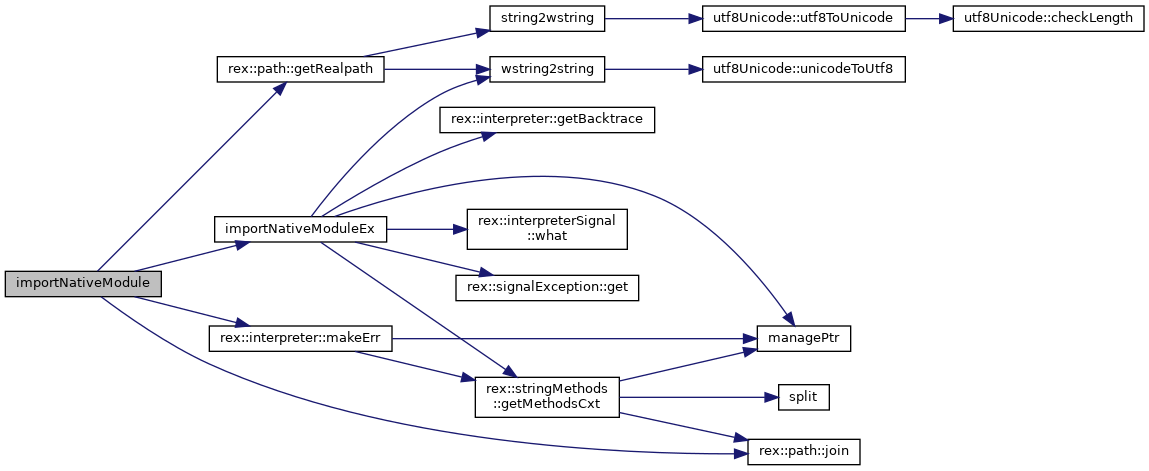 string2wstring
utf8Unicode::utf8ToUnicode
utf8Unicode::checkLength
rex::path::getRealpath
wstring2string
utf8Unicode::unicodeToUtf8
rex::interpreter::getBacktrace
importNativeModuleEx
rex::interpreterSignal
::what
importNativeModule
rex::signalException::get
rex::interpreter::makeErr
managePtr
rex::stringMethods
::getMethodsCxt
split
rex::path::join